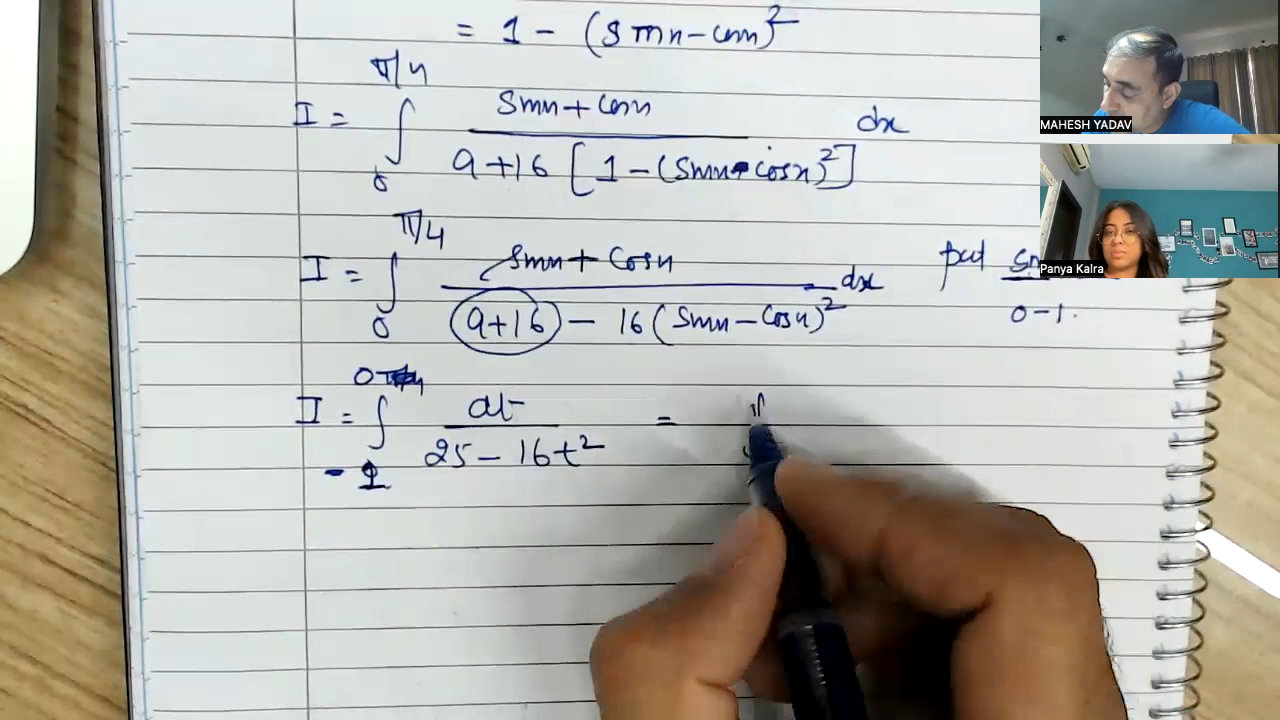 = 1 - (sinx - cosx)²
I = ∫₀^π/4 sinx + cosx / 9+16 [1 - (sinx - cosx)²] dx
I = ∫₀^π/4 sinx + cosx / (9+16) - 16 (sinx - cosx)² dx
put
0-1.
I = ∫₋₁^0 dt / 25 - 16t² =
MAHESH YADAV
Panya Kalra